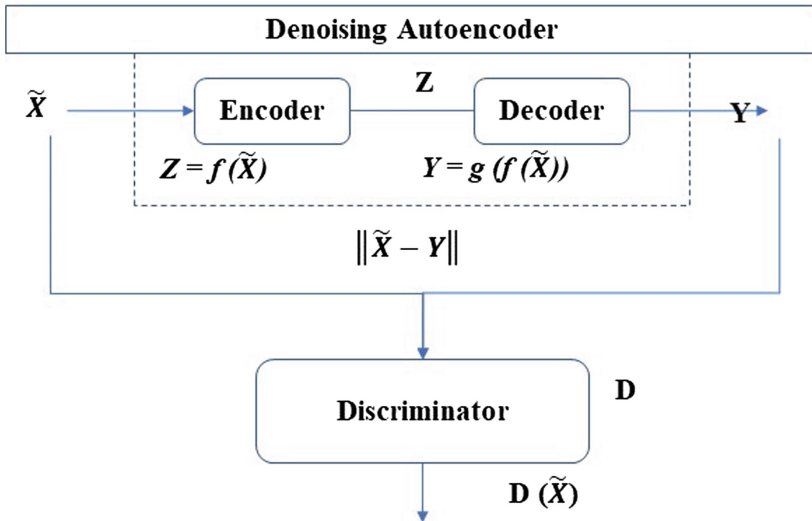 Denoising Autoencoder
X̃
Encoder
Z
Decoder
Y
Z = f(X̃)
Y = g (f(X̃))
‖X̃ − Y‖
Discriminator
D
D (X̃)